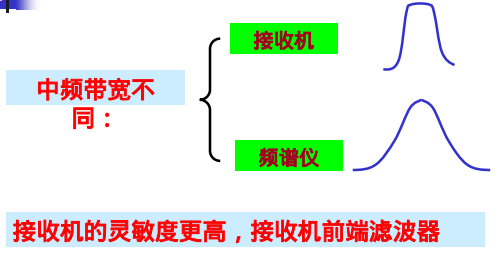 接收机
中频带宽不
同：
频谱仪
接收机的灵敏度更高，接收机前端滤波器